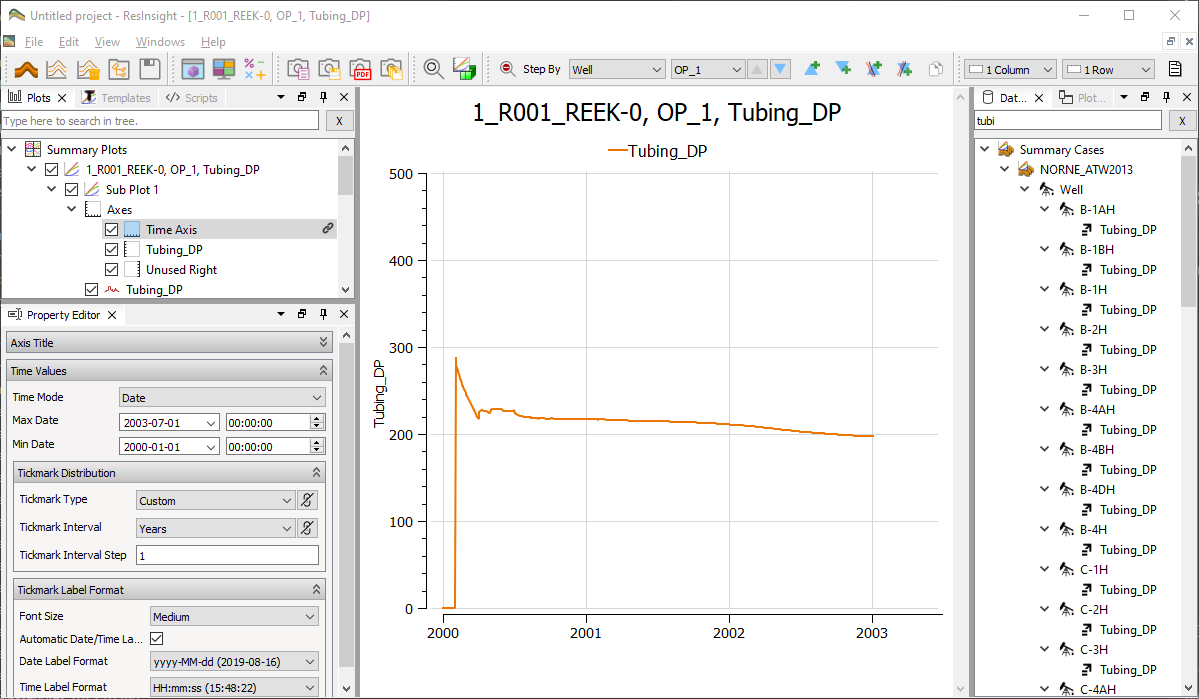 Untitled project - ResInsight - [1_R001_REEK-0, OP_1, Tubing_DP]
File Edit View Windows Help
PDF
Step By Well OP_1 1 Column 1 Row
Plots Templates Scripts
Type here to search in tree. X
Summary Plots
1_R001_REEK-0, OP_1, Tubing_DP
Sub Plot 1
Axes
Time Axis
Tubing_DP
Unused Right
Tubing_DP
Property Editor
Axis Title
Time Values
Time Mode Date
Max Date 2003-07-01 00:00:00
Min Date 2000-01-01 00:00:00
Tickmark Distribution
Tickmark Type Custom
Tickmark Interval Years
Tickmark Interval Step 1
Tickmark Label Format
Font Size Medium
Automatic Date/Time La...
Date Label Format yyyy-MM-dd (2019-08-16)
Time Label Format HH:mm:ss (15:48:22)
1_R001_REEK-0, OP_1, Tubing_DP
Tubing_DP
500
400
300
200
100
0
Tubing_DP
2000 2001 2002 2003
Dat... Plot...
tubi X
Summary Cases
NORNE_ATW2013
Well
B-1AH
Tubing_DP
B-1BH
Tubing_DP
B-1H
Tubing_DP
B-2H
Tubing_DP
B-3H
Tubing_DP
B-4AH
Tubing_DP
B-4BH
Tubing_DP
B-4DH
Tubing_DP
B-4H
Tubing_DP
C-1H
Tubing_DP
C-2H
Tubing_DP
C-3H
Tubing_DP
C-4AH